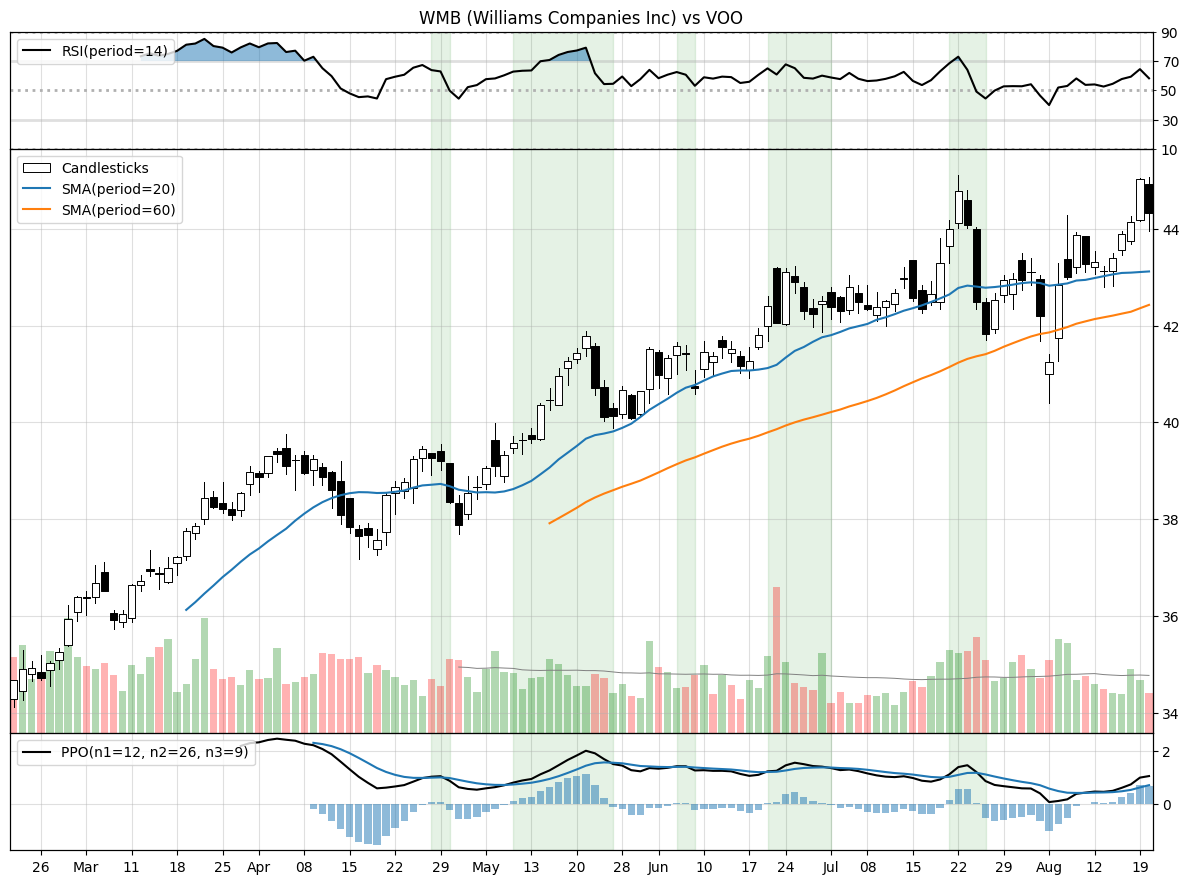 WMB (Williams Companies Inc) vs VOO
RSI(period=14)
90
70
50
30
10
Candlesticks
SMA(period=20)
SMA(period=60)
44
42
40
38
36
34
PPO(n1=12, n2=26, n3=9)
2
0
26 Mar 11 18 25 Apr 08 15 22 29 May 13 20 28 Jun 10 17 24 Jul 08 15 22 29 Aug 12 19